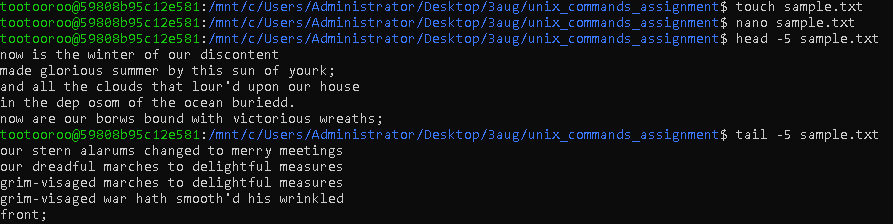 tootooroo@59808b95c12e581:/mnt/c/Users/Administrator/Desktop/3aug/unix_commands_assignment$ touch sample.txt
tootooroo@59808b95c12e581:/mnt/c/Users/Administrator/Desktop/3aug/unix_commands_assignment$ nano sample.txt
tootooroo@59808b95c12e581:/mnt/c/Users/Administrator/Desktop/3aug/unix_commands_assignment$ head -5 sample.txt
now is the winter of our discontent
made glorious summer by this sun of yourk;
and all the clouds that lour'd upon our house
in the dep osom of the ocean buriedd.
now are our borws bound with victorious wreaths;
tootooroo@59808b95c12e581:/mnt/c/Users/Administrator/Desktop/3aug/unix_commands_assignment$ tail -5 sample.txt
our stern alarums changed to merry meetings
our dreadful marches to delightful measures
grim-visaged marches to delightful measures
grim-visaged war hath smooth'd his wrinkled
front;